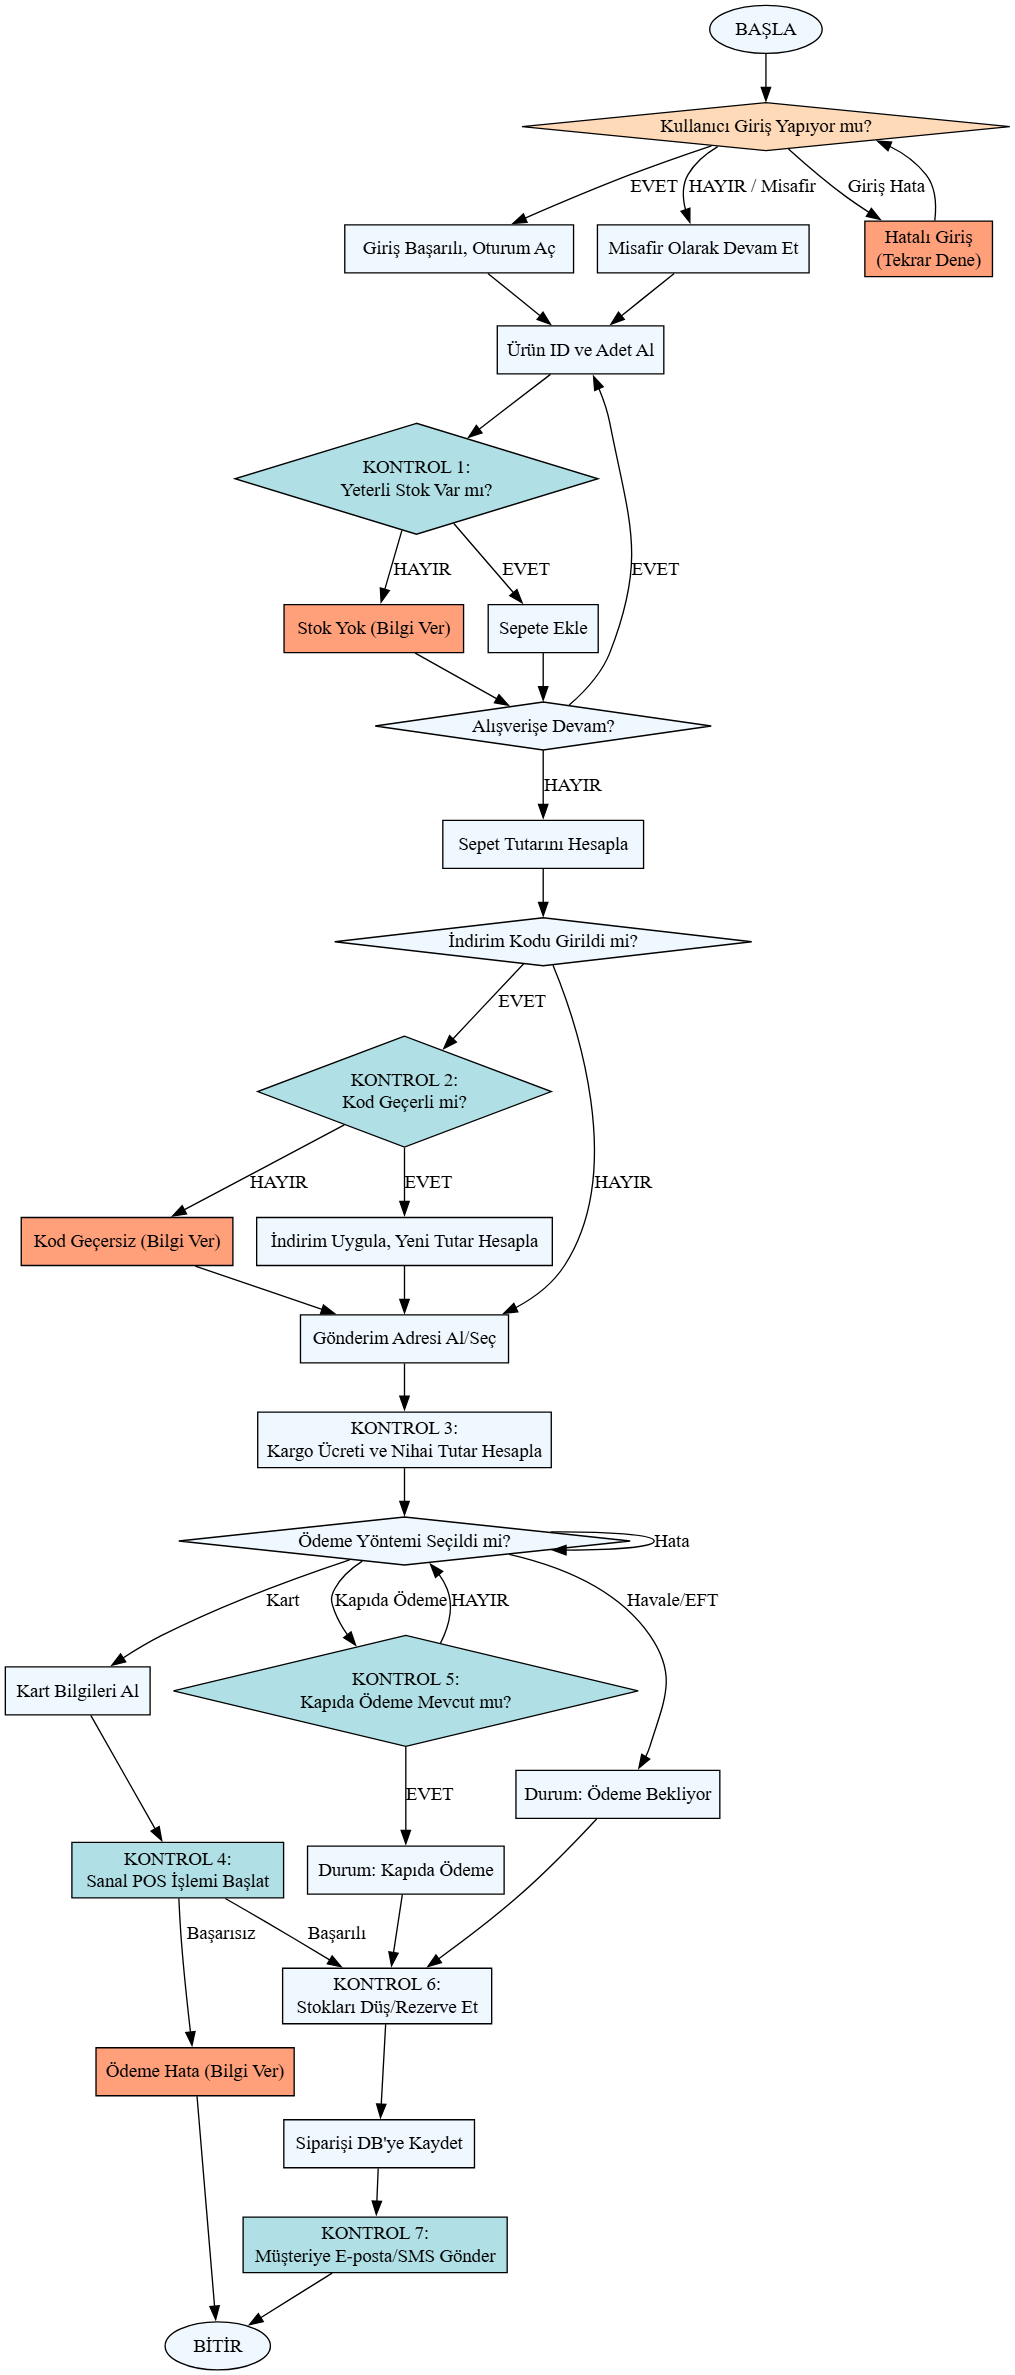 BAŞLA
Kullanıcı Giriş Yapıyor mu?
EVET
HAYIR / Misafir
Giriş Hata
Giriş Başarılı, Oturum Aç
Misafir Olarak Devam Et
Hatalı Giriş
(Tekrar Dene)
Ürün ID ve Adet Al
KONTROL 1:
Yeterli Stok Var mı?
HAYIR
EVET
EVET
Stok Yok (Bilgi Ver)
Sepete Ekle
Alışverişe Devam?
HAYIR
Sepet Tutarını Hesapla
İndirim Kodu Girildi mi?
EVET
KONTROL 2:
Kod Geçerli mi?
HAYIR
EVET
HAYIR
Kod Geçersiz (Bilgi Ver)
İndirim Uygula, Yeni Tutar Hesapla
Gönderim Adresi Al/Seç
KONTROL 3:
Kargo Ücreti ve Nihai Tutar Hesapla
Ödeme Yöntemi Seçildi mi?
Hata
Kart
Kapıda Ödeme
HAYIR
Havale/EFT
Kart Bilgileri Al
KONTROL 5:
Kapıda Ödeme Mevcut mu?
EVET
Durum: Ödeme Bekliyor
KONTROL 4:
Sanal POS İşlemi Başlat
Durum: Kapıda Ödeme
Başarısız
Başarılı
KONTROL 6:
Stokları Düş/Rezerve Et
Ödeme Hata (Bilgi Ver)
Siparişi DB'ye Kaydet
KONTROL 7:
Müşteriye E-posta/SMS Gönder
BİTİR